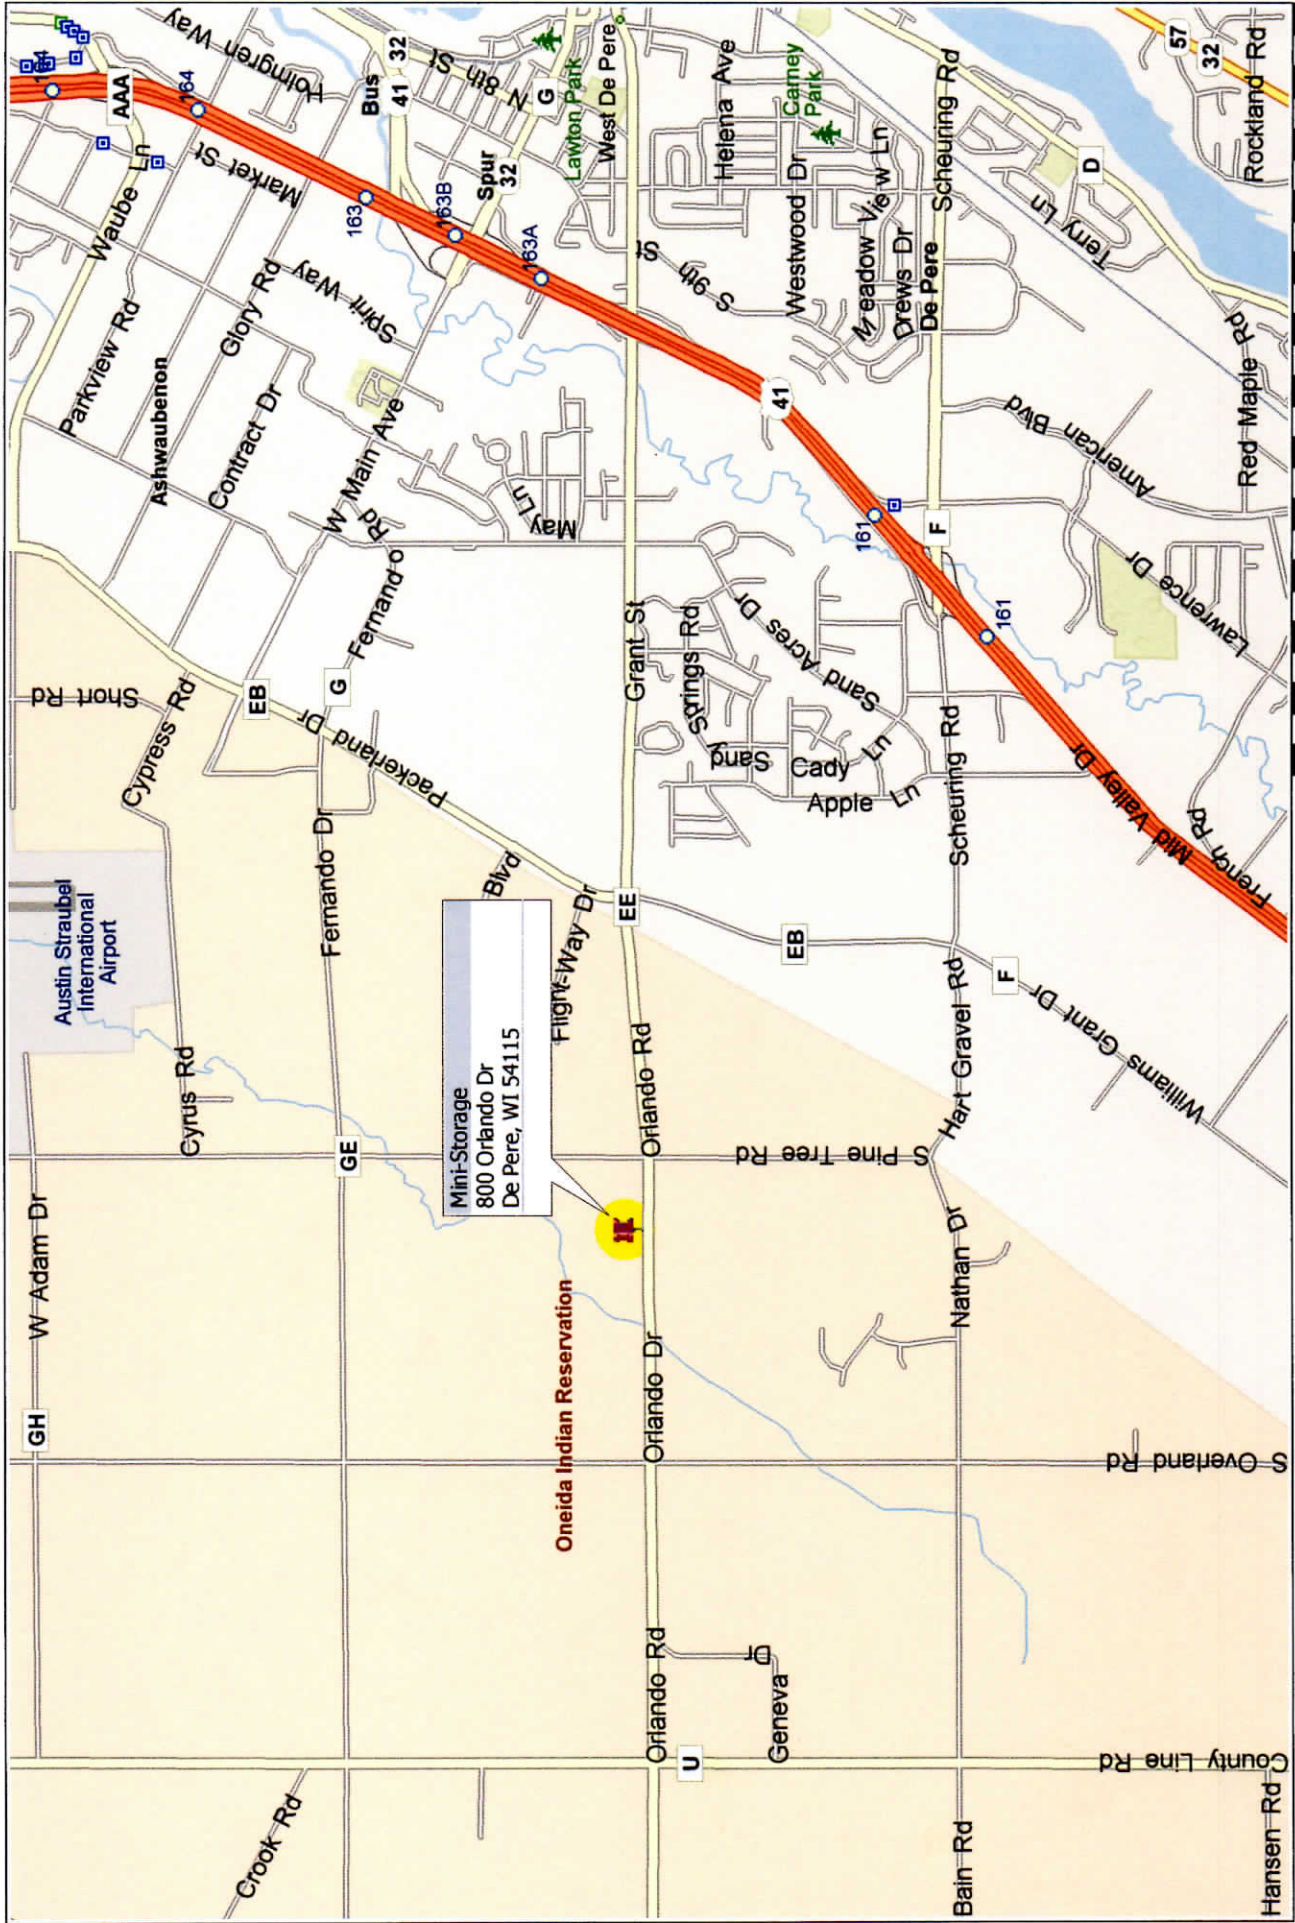 Crook Rd
GH
W Adam Dr
Austin Straubel
International
Airport
Short Rd
Parkview Rd
Waube Ln
AAA
164
164
Holmgren Way
Cyrus Rd
Cypress Rd
Ashwaubenon
Contract Dr
Glory Rd
Market St
GE
Fernando Dr
EB
G
Fernando Rd
W Main Ave
Spirit Way
163
Bus
41
32
N 8th St
Packerland Dr
163B
Spur
32
G
Mini-Storage
800 Orlando Dr
De Pere, WI 54115
Blvd
Flight-Way Dr
May Ln
163A
Lawton Park
West De Pere
Oneida Indian Reservation
Orlando Rd
Orlando Dr
Orlando Rd
EE
Grant St
S 9th St
U
Geneva Dr
S Pine Tree Rd
EB
Sang
Springs Rd
Cady Ln
Apple Ln
Sand Acres Dr
41
Helena Ave
Carney
Park
Westwood Dr
Meadow View Ln
Drews Dr
De Pere
161
Bain Rd
Nathan Dr
Hart Gravel Rd
Scheuring Rd
F
Scheuring Rd
161
F
Williams Grant Dr
Mid Valley Dr
American Blvd
Terry Ln
D
County Line Rd
S Overland Rd
Lawrence Dr
57
32
Hansen Rd
French Rd
Red Maple Rd
Rockland Rd